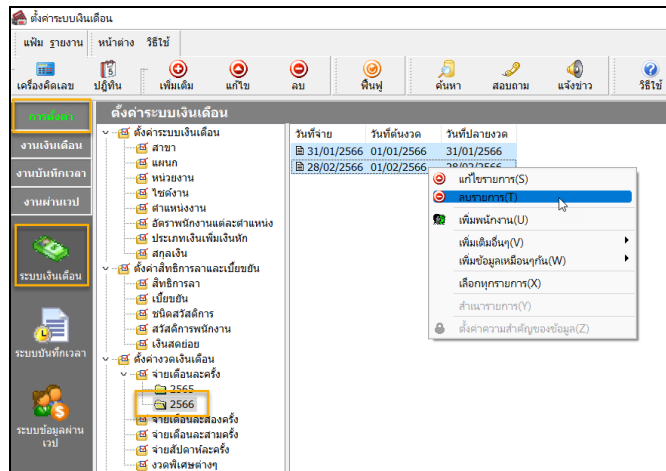 ตั้งค่าระบบเงินเดือน
แฟ้ม รายงาน หน้าต่าง วิธีใช้
เครื่องคิดเลข ปฏิทิน เพิ่มเติม แก้ไข ลบ ฟื้นฟู ค้นหา สอบถาม แจ้งข่าว วิธีใช้
การตั้งค่า
งานเงินเดือน
งานบันทึกเวลา
งานผ่านเวป
ระบบเงินเดือน
ระบบบันทึกเวลา
ระบบข้อมูลผ่าน
เวป
ตั้งค่าระบบเงินเดือน
ตั้งค่าระบบเงินเดือน
สาขา
แผนก
หน่วยงาน
ไซด์งาน
ตำแหน่งงาน
อัตราพนักงานแต่ละตำแหน่ง
ประเภทเงินเพิ่มเงินหัก
สกุลเงิน
ตั้งค่าสิทธิการลาและเบี้ยขยัน
สิทธิการลา
เบี้ยขยัน
ชนิดสวัสดิการ
สวัสดิการพนักงาน
เงินสดย่อย
ตั้งค่างวดเงินเดือน
จ่ายเดือนละครั้ง
2565
2566
จ่ายเดือนละสองครั้ง
จ่ายเดือนละสามครั้ง
จ่ายสัปดาห์ละครั้ง
งวดพิเศษต่างๆ
วันที่จ่าย วันที่ต้นงวด วันที่ปลายงวด
31/01/2566 01/01/2566 31/01/2566
28/02/2566 01/02/2566 28/02/2566
แก้ไขรายการ(S)
ลบรายการ(T)
เพิ่มพนักงาน(U)
เพิ่มเติมอื่นๆ(V)
เพิ่มข้อมูลเหมือนๆกัน(W)
เลือกทุกรายการ(X)
สำเนารายการ(Y)
ตั้งค่าความสำคัญของข้อมูล(Z)